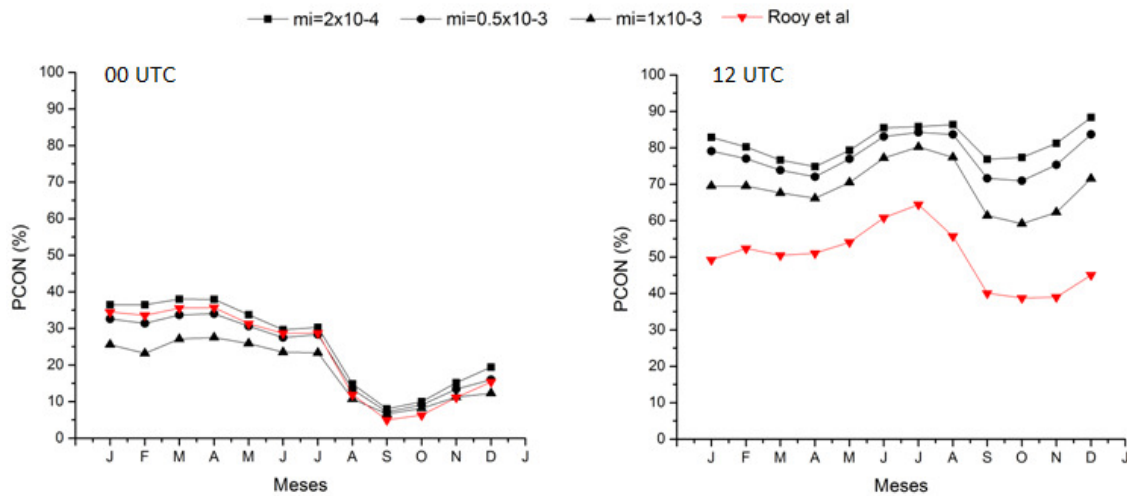 mi=2x10-4 mi=0.5x10-3 mi=1x10-3 Rooy et al
00 UTC
100
90
80
70
60
50
40
30
20
10
0
PCON (%)
J F M A M J J A S O N D J
Meses
12 UTC
100
90
80
70
60
50
40
30
20
10
0
PCON (%)
J F M A M J J A S O N D J
Meses